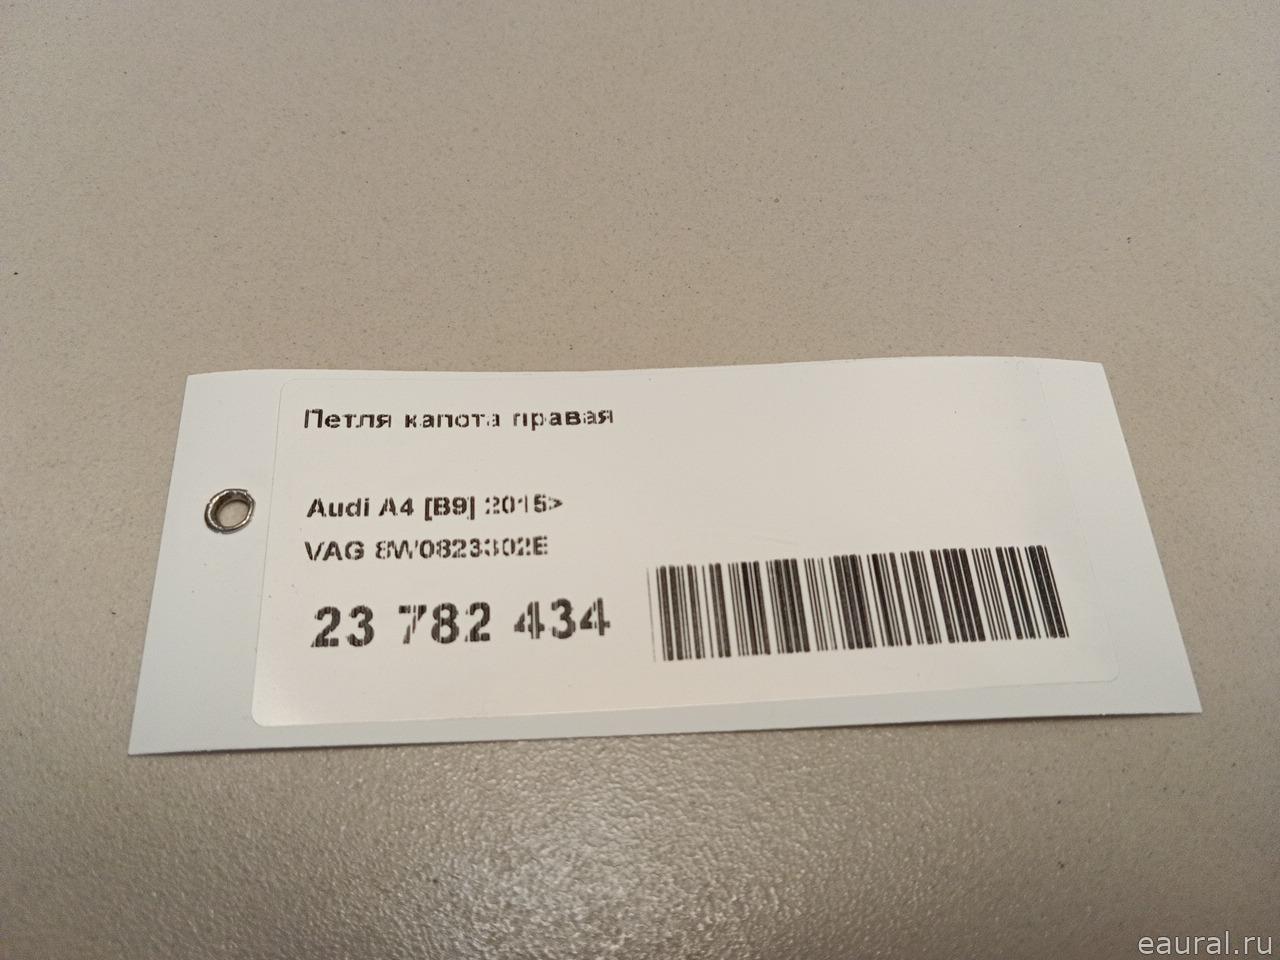 Петля капота правая
Audi A4 [B9] 2015>
VAG 8W0823302E
23 782 434
eaural.ru